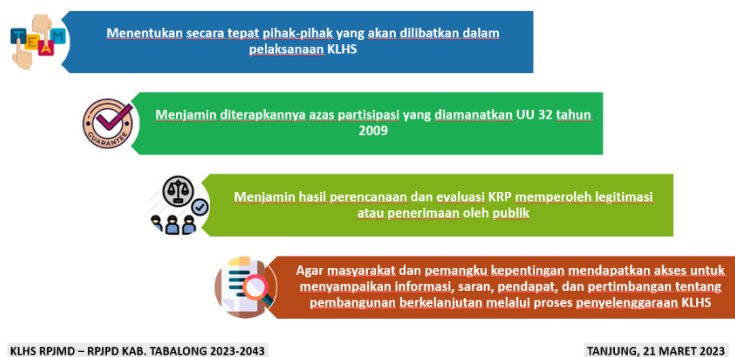 TEAM
Menentukan secara tepat pihak-pihak yang akan dilibatkan dalam
pelaksanaan KLHS
GUARANTEE
Menjamin diterapkannya azas partisipasi yang diamanatkan UU 32 tahun
2009
Menjamin hasil perencanaan dan evaluasi KRP memperoleh legitimasi
atau penerimaan oleh publik
Agar masyarakat dan pemangku kepentingan mendapatkan akses untuk
menyampaikan informasi, saran, pendapat, dan pertimbangan tentang
pembangunan berkelanjutan melalui proses penyelenggaraan KLHS
KLHS RPJMD – RPJPD KAB. TABALONG 2023-2043
TANJUNG, 21 MARET 2023